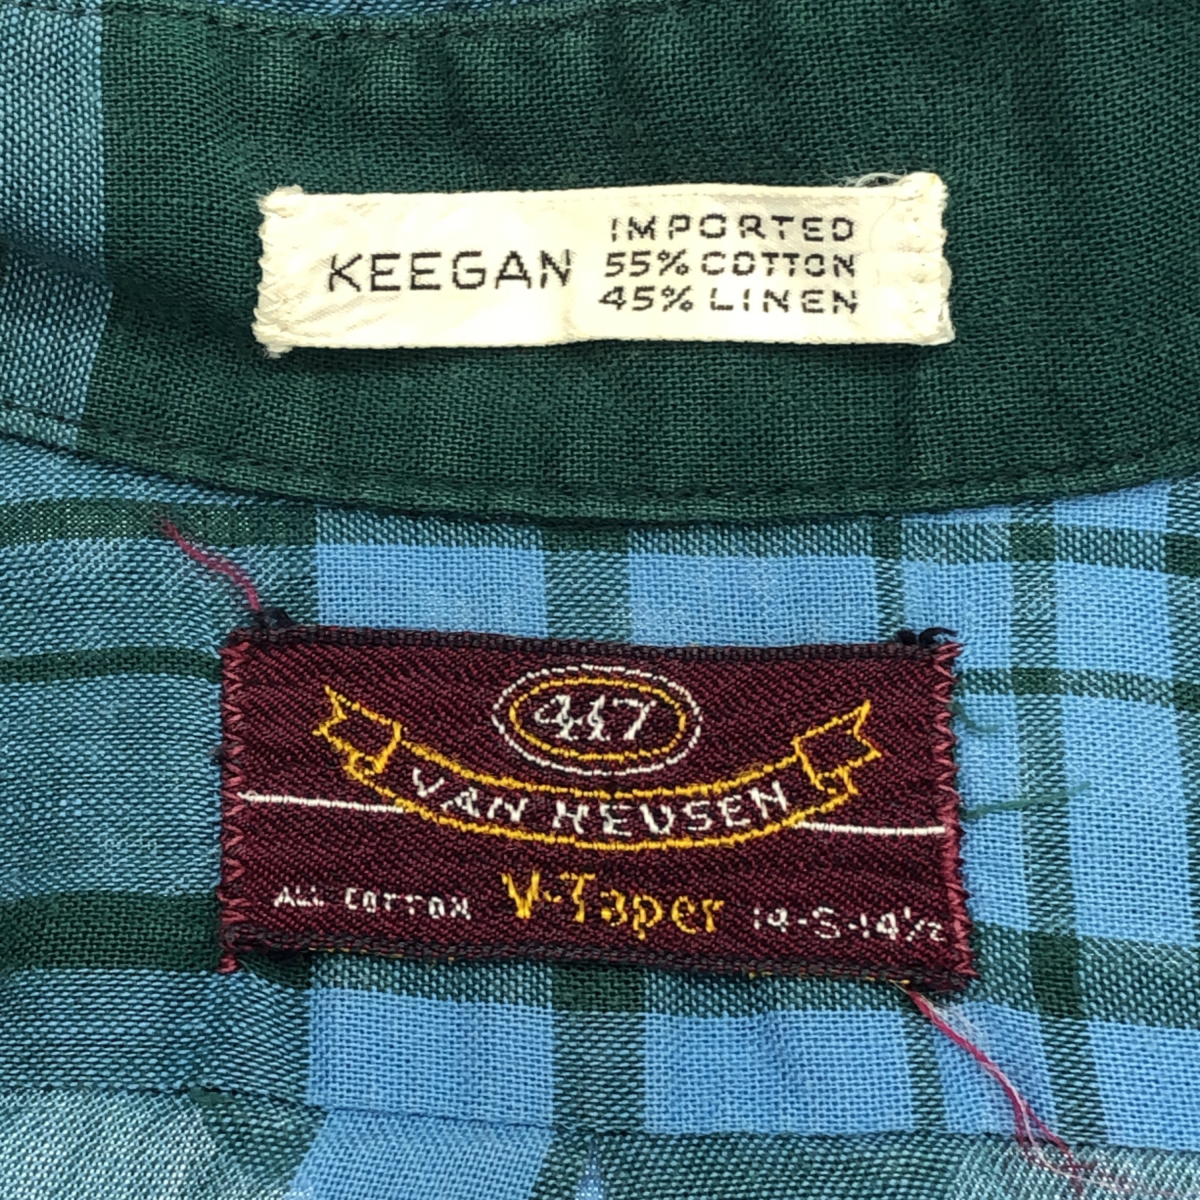 KEEGAN
IMPORTED
55% COTTON
45% LINEN
417
VAN HEUSEN
V-Taper
ALL COTTON
14-S-14½